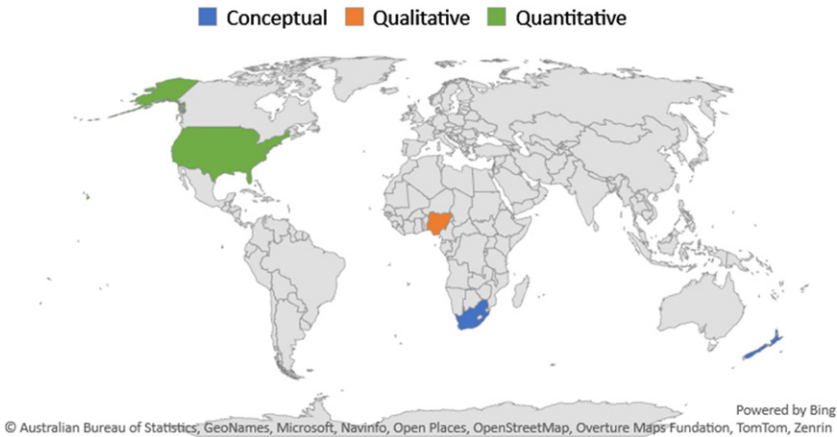 Conceptual Qualitative Quantitative
Powered by Bing
© Australian Bureau of Statistics, GeoNames, Microsoft, Navinfo, Open Places, OpenStreetMap, Overture Maps Fundation, TomTom, Zenrin